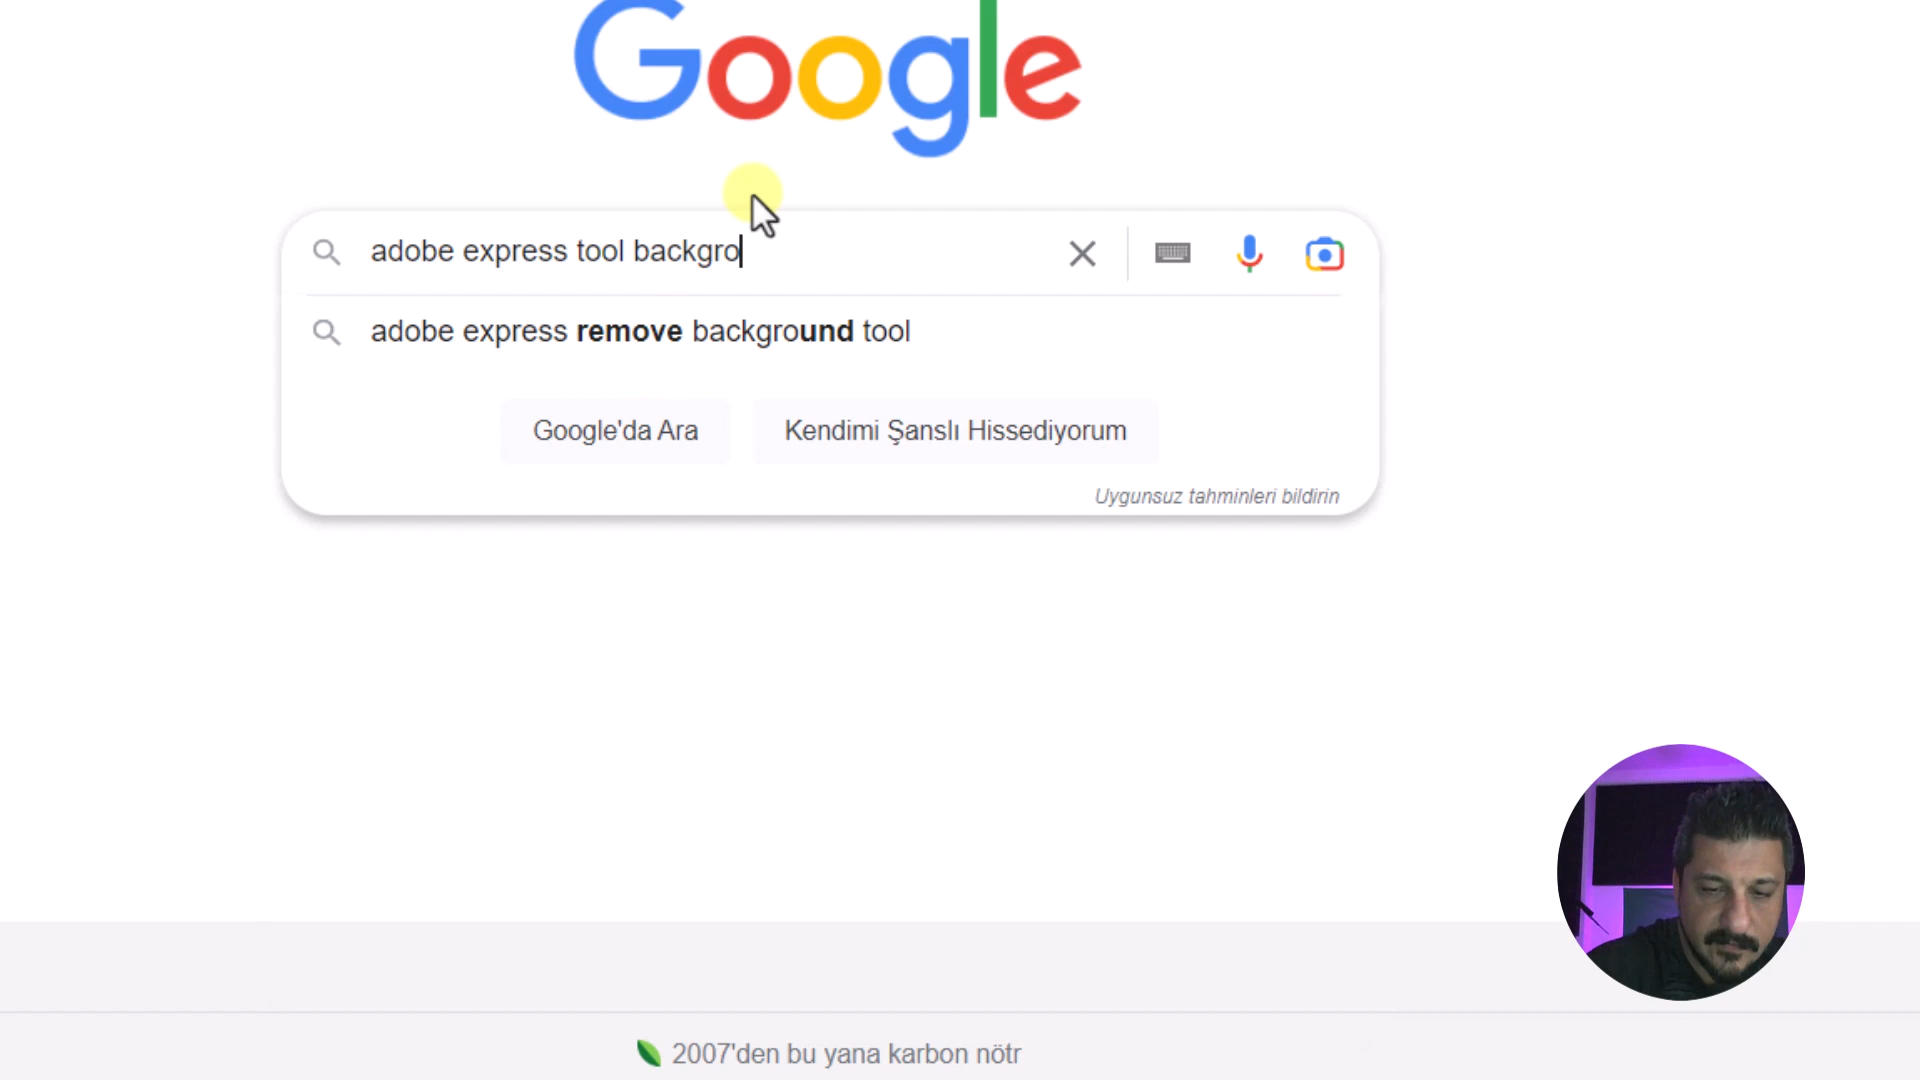 Google
adobe express tool backgro
adobe express remove background tool
Google'da Ara
Kendimi Şanslı Hissediyorum
Uygunsuz tahminleri bildirin
2007'den bu yana karbon nötr